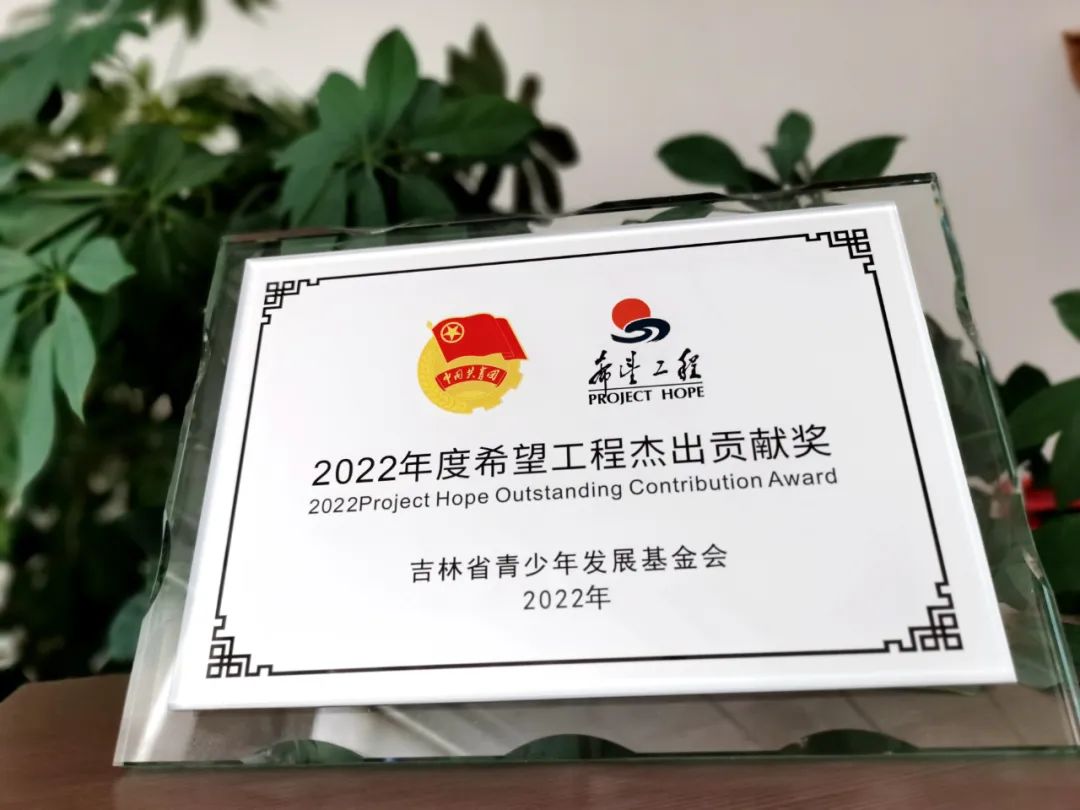 中国共青团
希望工程
PROJECT HOPE
2022年度希望工程杰出贡献奖
2022Project Hope Outstanding Contribution Award
吉林省青少年发展基金会
2022年